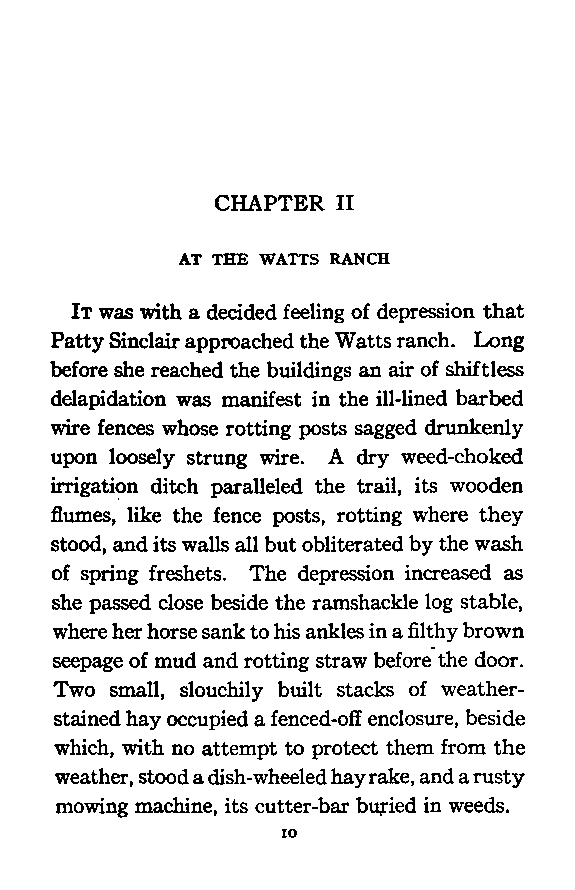 CHAPTER II
AT THE WATTS RANCH
IT was with a decided feeling of depression that
Patty Sinclair approached the Watts ranch. Long
before she reached the buildings an air of shiftless
delapidation was manifest in the ill-lined barbed
wire fences whose rotting posts sagged drunkenly
upon loosely strung wire. A dry weed-choked
irrigation ditch paralleled the trail, its wooden
flumes, like the fence posts, rotting where they
stood, and its walls all but obliterated by the wash
of spring freshets. The depression increased as
she passed close beside the ramshackle log stable,
where her horse sank to his ankles in a filthy brown
seepage of mud and rotting straw before the door.
Two small, slouchily built stacks of weather-
stained hay occupied a fenced-off enclosure, beside
which, with no attempt to protect them from the
weather, stood a dish-wheeled hay rake, and a rusty
mowing machine, its cutter-bar buried in weeds.
10